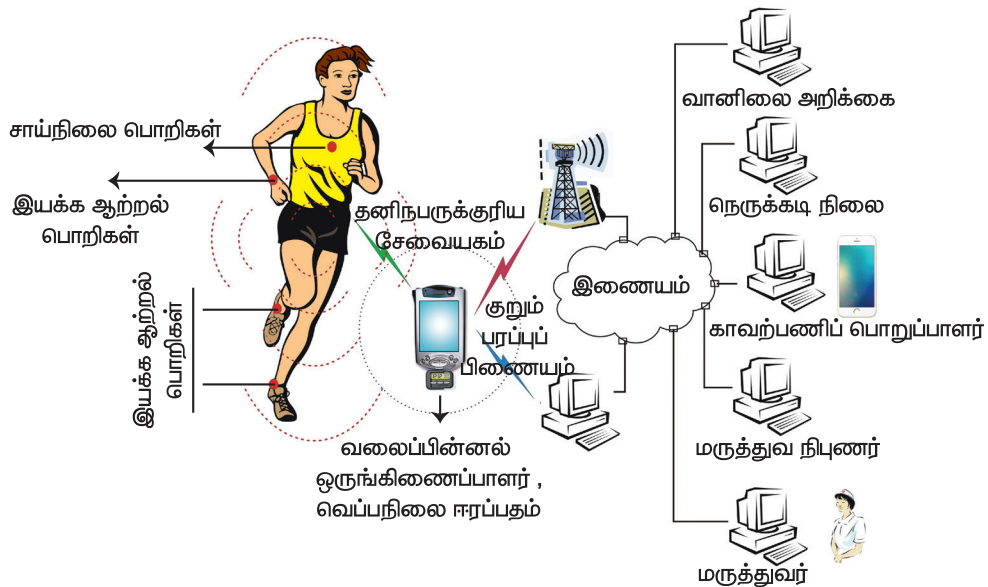 சாய்நிலை பொறிகள்
இயக்க ஆற்றல்
பொறிகள்
இயக்க ஆற்றல்
பொறிகள்
தனிநபருக்குரிய
சேவையகம்
குறும்
பரப்புப்
பிணையம்
வலைப்பின்னல்
ஒருங்கிணைப்பாளர் ,
வெப்பநிலை ஈரப்பதம்
இணையம்
வானிலை அறிக்கை
நெருக்கடி நிலை
காவற்பணிப் பொறுப்பாளர்
மருத்துவ நிபுணர்
மருத்துவர்